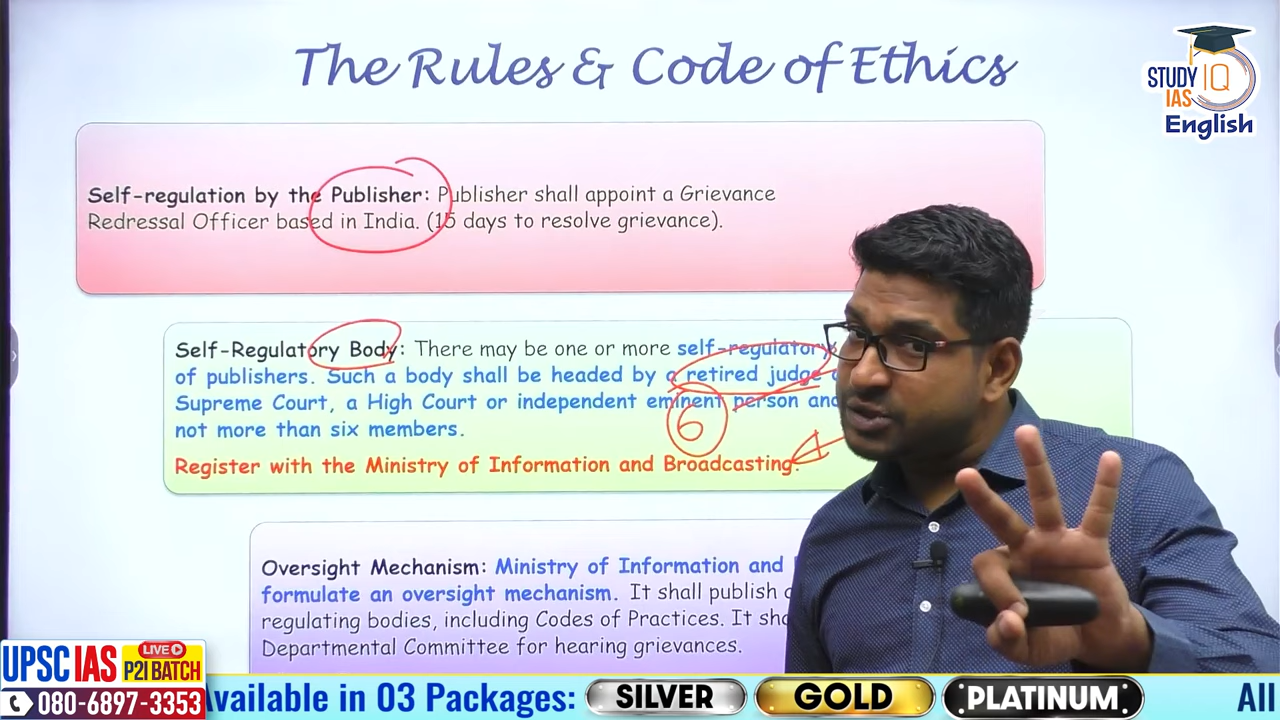 The Rules & Code of Ethics
STUDY IQ
IAS
English
Self-regulation by the Publisher: Publisher shall appoint a Grievance
Redressal Officer based in India. (15 days to resolve grievance).
Self-Regulatory Body: There may be one or more self-regulatory
of publishers. Such a body shall be headed by a retired judge
Supreme Court, a High Court or independent eminent person and
not more than six members.
6
Register with the Ministry of Information and Broadcasting.
Oversight Mechanism: Ministry of Information and
formulate an oversight mechanism. It shall publish
regulating bodies, including Codes of Practices. It
Departmental Committee for hearing grievances.
UPSC IAS LIVE P2I BATCH
080-6897-3353
Available in 03 Packages: SILVER GOLD PLATINUM All